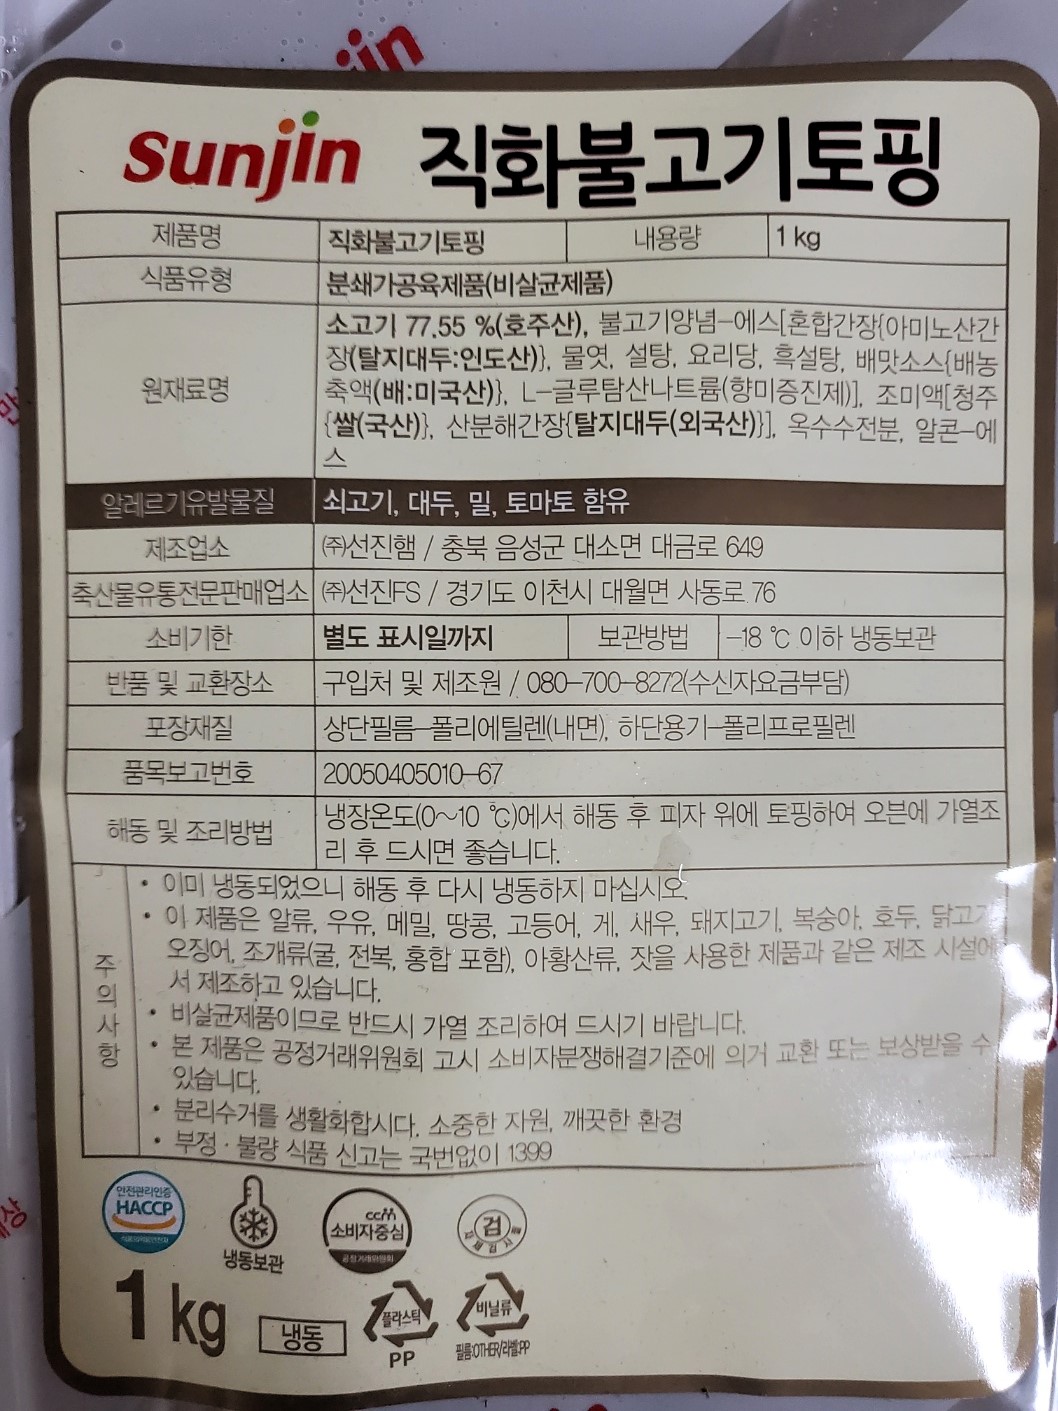 jin
Sunjin 직화불고기토핑
제품명 직화불고기토핑 내용량 1 kg
식품유형 분쇄가공육제품(비살균제품)
소고기 77.55 %(호주산), 불고기양념-에스[혼합간장{아미노산간
장(탈지대두:인도산)}, 물엿, 설탕, 요리당, 흑설탕, 배맛소스{배농
원재료명 축액(배:미국산)}, L-글루탐산나트륨(향미증진제)], 조미액[청주
{쌀(국산)}, 산분해간장{탈지대두(외국산)}], 옥수수전분, 알콘-에
스
알레르기유발물질 쇠고기, 대두, 밀, 토마토 함유
제조업소 ㈜선진햄 / 충북 음성군 대소면 대금로 649
축산물유통전문판매업소 ㈜선진FS / 경기도 이천시 대월면 사동로 76
소비기한 별도 표시일까지 보관방법 -18 ℃ 이하 냉동보관
반품 및 교환장소 구입처 및 제조원 / 080-700-8272(수신자요금부담)
포장재질 상단필름-폴리에틸렌(내면), 하단용기-폴리프로필렌
품목보고번호 20050405010-67
해동 및 조리방법 냉장온도(0~10 ℃)에서 해동 후 피자 위에 토핑하여 오븐에 가열조
리 후 드시면 좋습니다.
주의사항
• 이미 냉동되었으니 해동 후 다시 냉동하지 마십시오.
• 이 제품은 알류, 우유, 메밀, 땅콩, 고등어, 게, 새우, 돼지고기, 복숭아, 호두, 닭고기
오징어, 조개류(굴, 전복, 홍합 포함), 아황산류, 잣을 사용한 제품과 같은 제조 시설에
서 제조하고 있습니다.
• 비살균제품이므로 반드시 가열 조리하여 드시기 바랍니다.
• 본 제품은 공정거래위원회 고시 소비자분쟁해결기준에 의거 교환 또는 보상받을 수
있습니다.
• 분리수거를 생활화합시다. 소중한 자원, 깨끗한 환경
• 부정·불량 식품 신고는 국번없이 1399
안전관리인증
HACCP
냉동보관
ccm
소비자중심
공정거래위원회
검
1 kg
냉동
플라스틱
PP
비닐류
필름:OTHER/라벨:PP